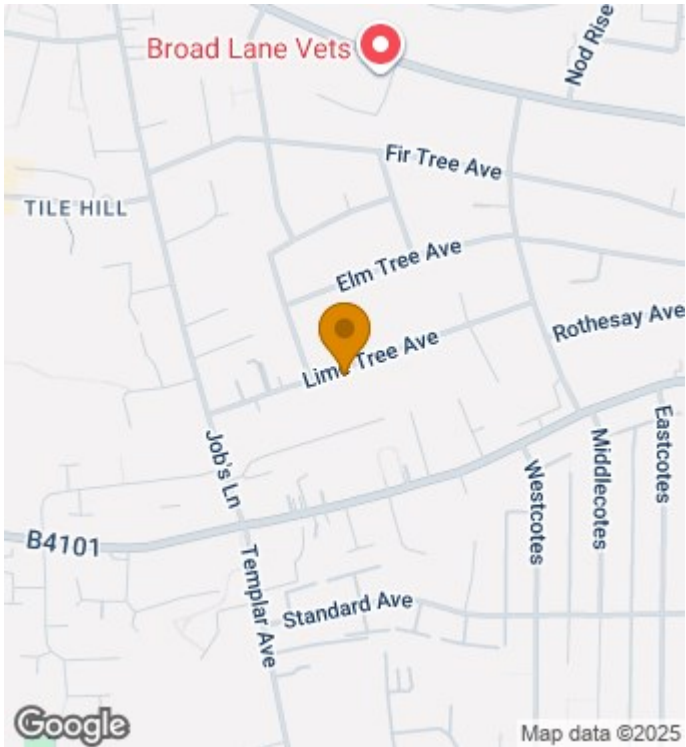 Broad Lane Vets
Nod Rise
Fir Tree Ave
TILE HILL
Elm Tree Ave
Rothesay Ave
Lime Tree Ave
Job's Ln
Eastcotes
Middlecotes
Westcotes
B4101
Templar Ave
Standard Ave
Google
Map data ©2025